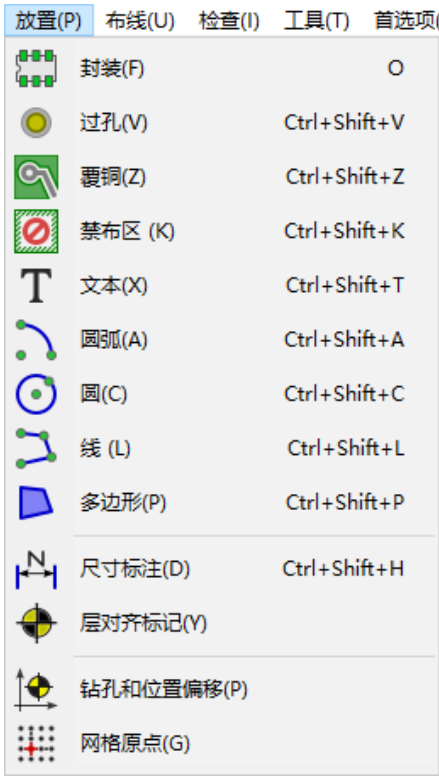 放置(P) 布线(U) 检查(I) 工具(T) 首选项(
封装(F) O
过孔(V) Ctrl+Shift+V
覆铜(Z) Ctrl+Shift+Z
禁布区 (K) Ctrl+Shift+K
文本(X) Ctrl+Shift+T
圆弧(A) Ctrl+Shift+A
圆(C) Ctrl+Shift+C
线 (L) Ctrl+Shift+L
多边形(P) Ctrl+Shift+P
尺寸标注(D) Ctrl+Shift+H
层对齐标记(Y)
钻孔和位置偏移(P)
网格原点(G)